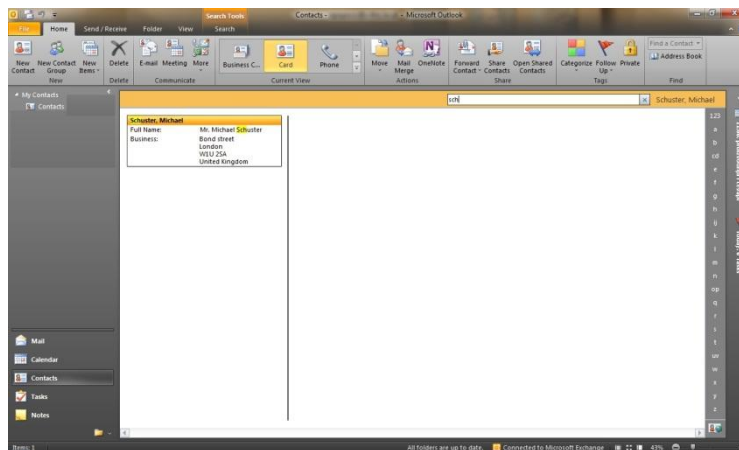 Search Tools
Contacts - - Microsoft Outlook
File Home Send / Receive Folder View Search
New Contact
New Contact Group
New Items
Delete
E-mail Meeting More
Business C... Card Phone
Move
Mail Merge
OneNote
Forward Contact
Share Contacts
Open Shared Contacts
Categorize
Follow Up
Private
Find a Contact
Address Book
New Delete Communicate Current View Actions Share Tags Find
My Contacts
Contacts
sch
Schuster, Michael
Schuster, Michael
Full Name: Mr. Michael Schuster
Business: Bond street
London
W1U 2SA
United Kingdom
123
a
b
cd
e
f
g
h
ij
k
l
m
n
op
q
r
s
t
uv
w
x
y
z
Mail
Calendar
Contacts
Tasks
Notes
Items: 1
All folders are up to date. Connected to Microsoft Exchange 43%